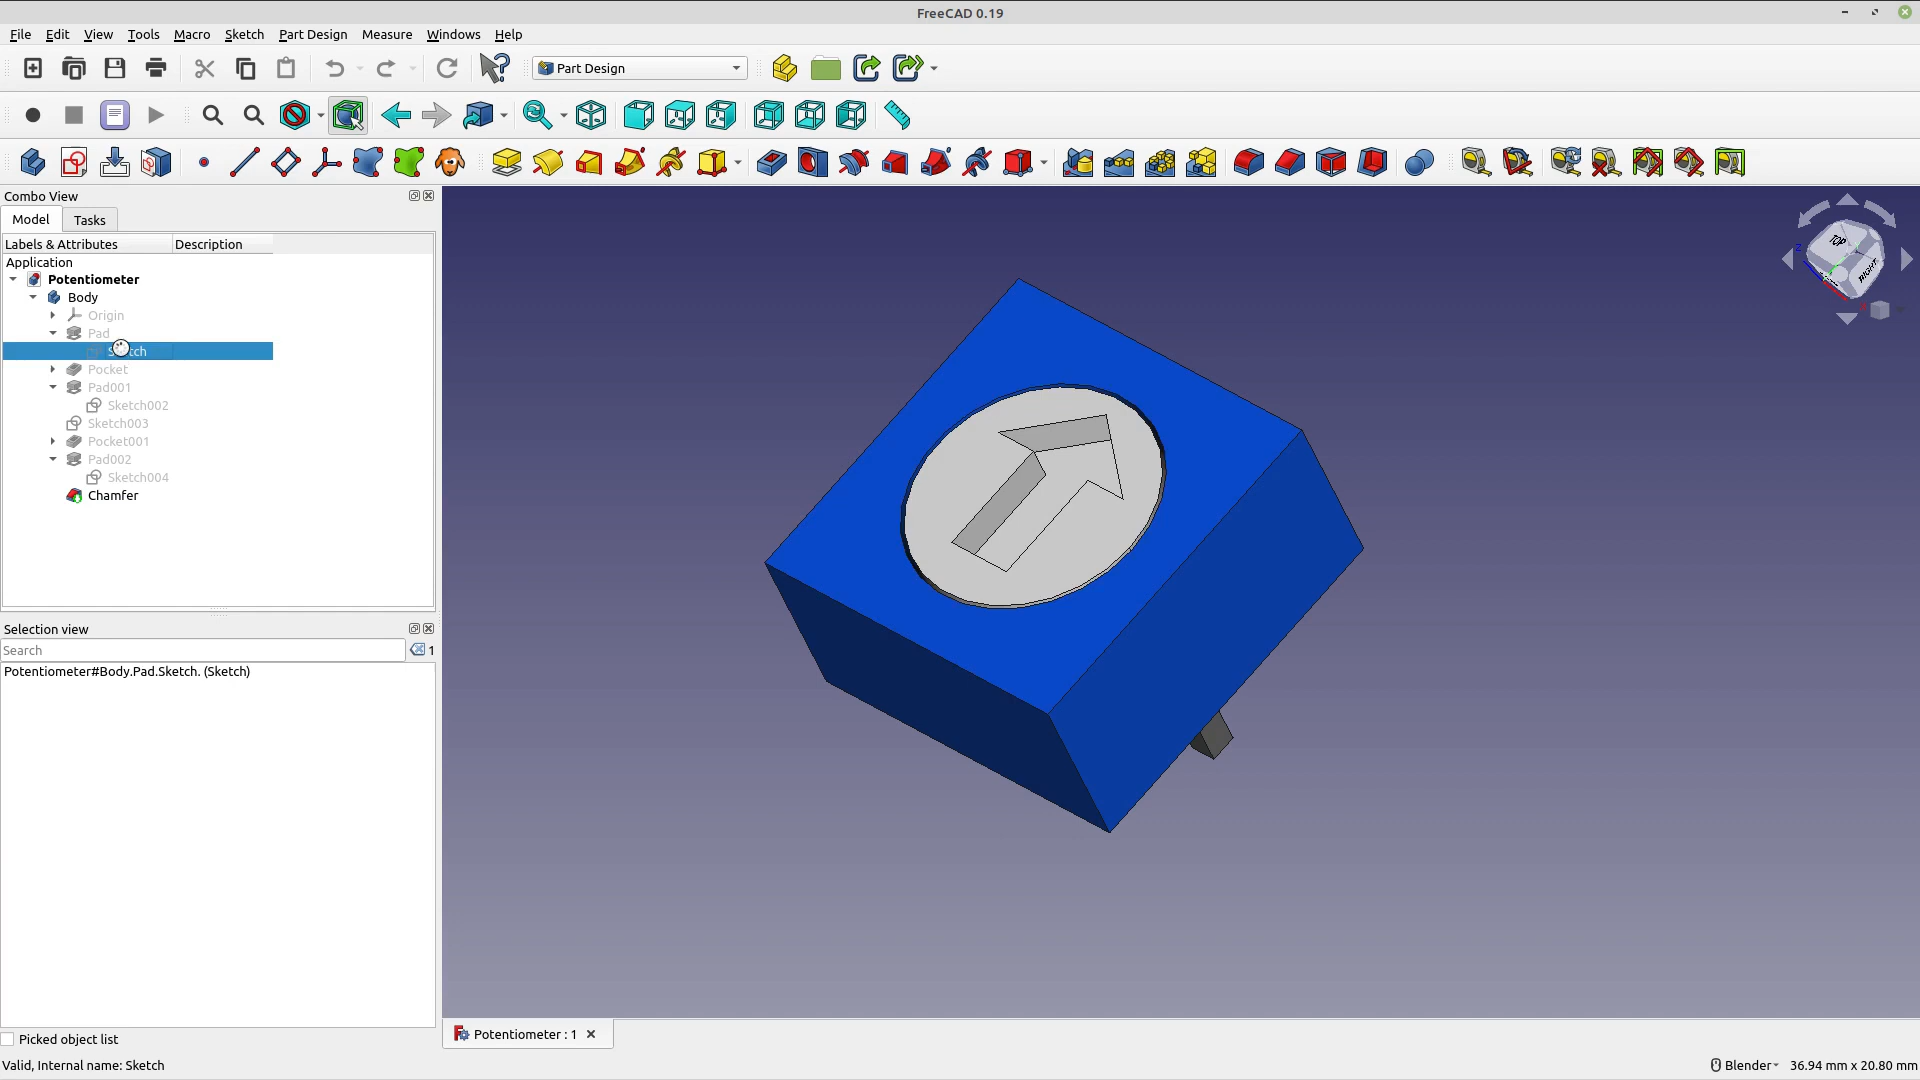 FreeCAD 0.19
File Edit View Tools Macro Sketch Part Design Measure Windows Help
Part Design
Combo View
Model Tasks
Labels & Attributes Description
Application
Potentiometer
Body
Origin
Pad
Pocket
Pad001
Sketch002
Sketch003
Pocket001
Pad002
Sketch004
Chamfer
TOP
RIGHT
Selection view
Search
1
Potentiometer#Body.Pad.Sketch. (Sketch)
Picked object list
Potentiometer : 1
Valid, Internal name: Sketch
Blender
36.94 mm x 20.80 mm